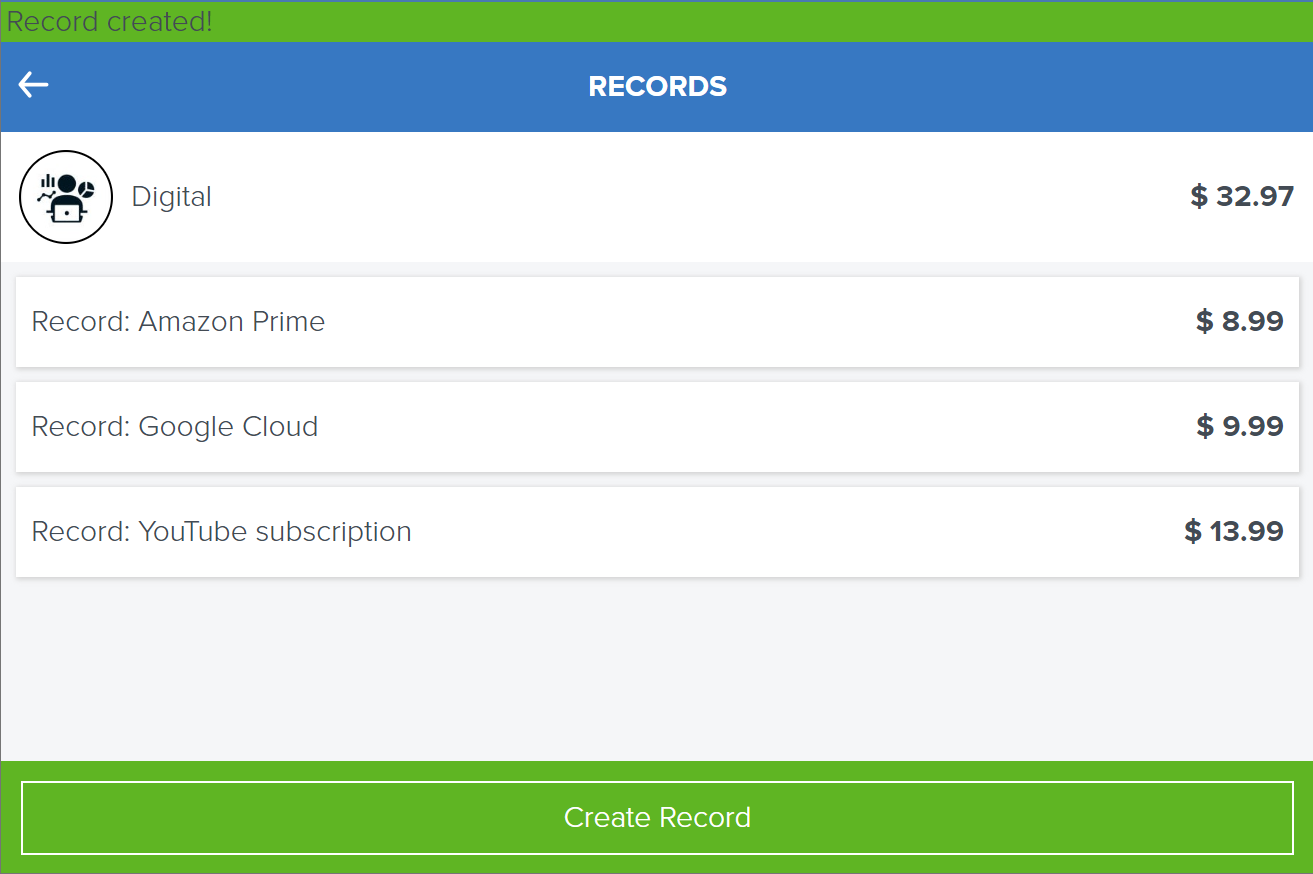 Record created!
RECORDS
Digital $ 32.97
Record: Amazon Prime $ 8.99
Record: Google Cloud $ 9.99
Record: YouTube subscription $ 13.99
Create Record